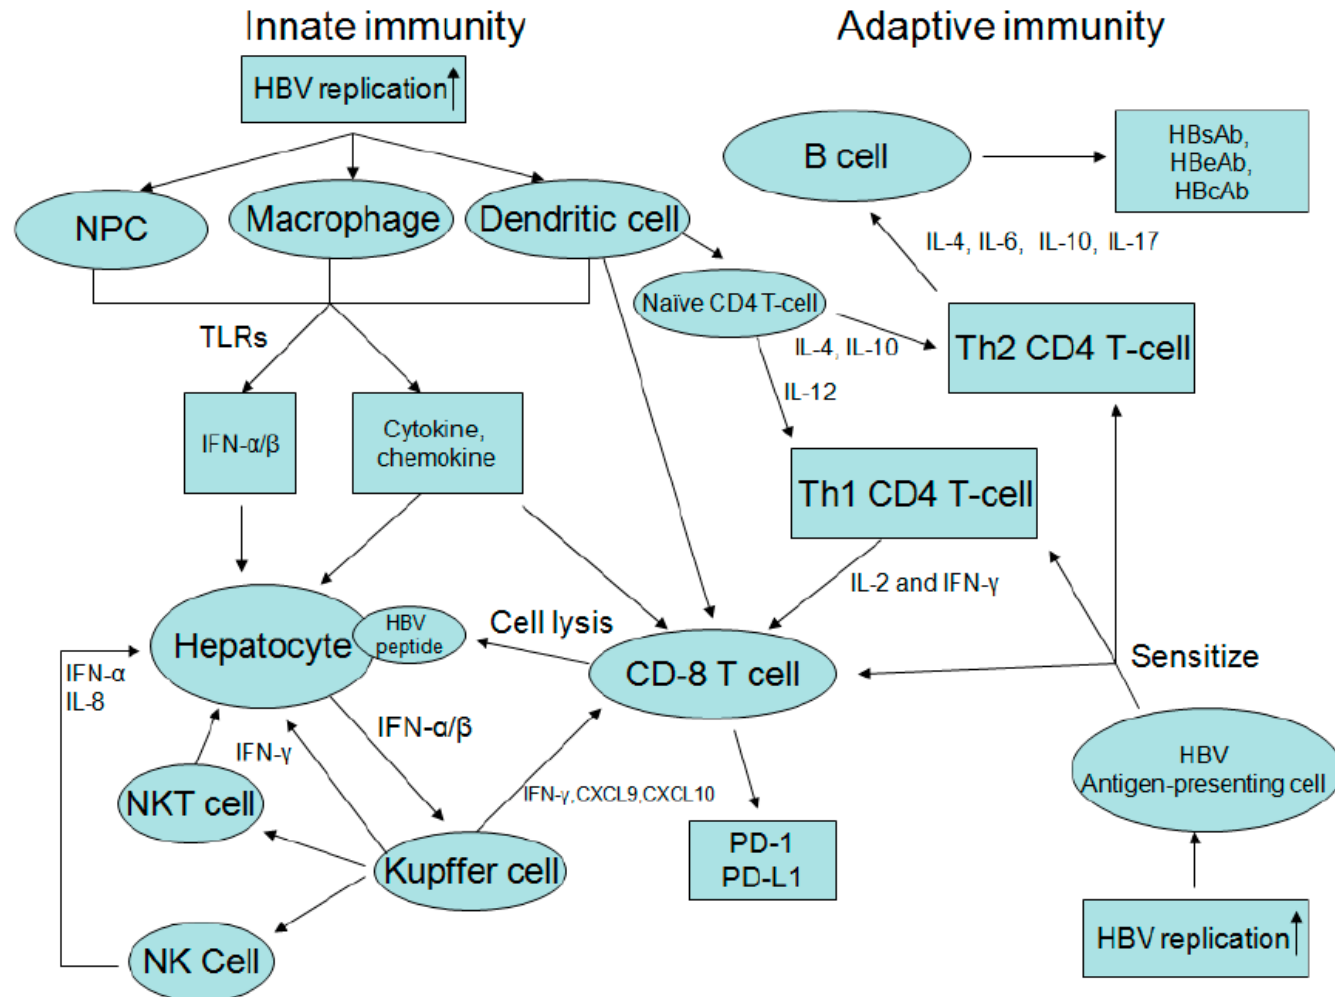 Innate immunity
Adaptive immunity
HBV replication
B cell
HBsAb,
HBeAb,
HBcAb
NPC
Macrophage
Dendritic cell
IL-4, IL-6, IL-10, IL-17
Naïve CD4 T-cell
TLRs
IL-4, IL-10
Th2 CD4 T-cell
IL-12
IFN-α/β
Cytokine,
chemokine
Th1 CD4 T-cell
IL-2 and IFN-γ
Hepatocyte
HBV
peptide
Cell lysis
CD-8 T cell
Sensitize
IFN-α
IL-8
IFN-α/β
IFN-γ
IFN-γ,CXCL9,CXCL10
HBV
Antigen-presenting cell
NKT cell
Kupffer cell
PD-1
PD-L1
NK Cell
HBV replication